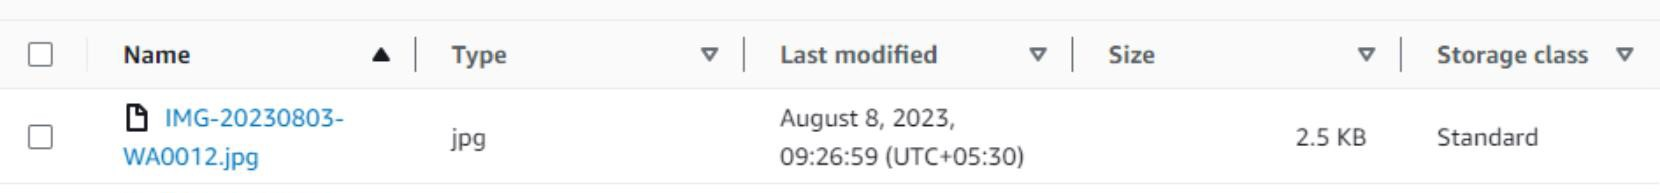 Name Type Last modified Size Storage class
IMG-20230803-
WA0012.jpg
jpg
August 8, 2023,
09:26:59 (UTC+05:30)
2.5 KB
Standard